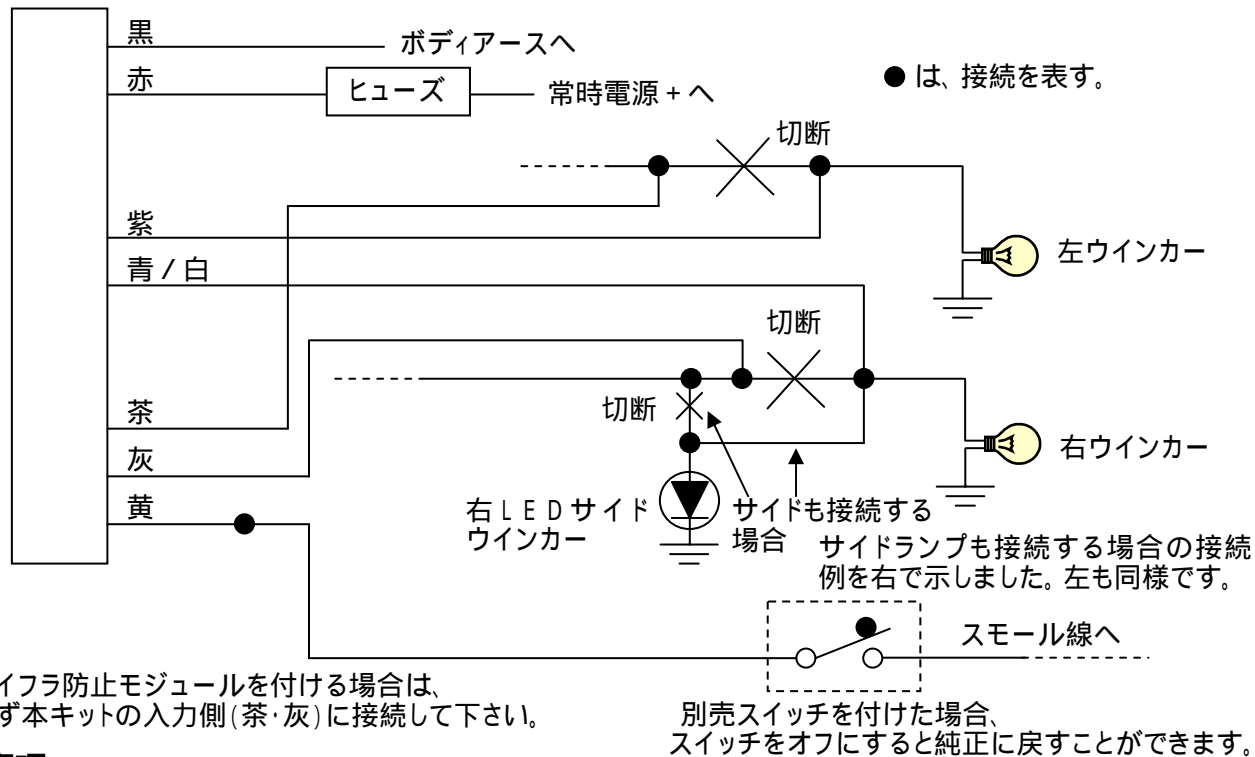 黒
ボディアースへ
赤
ヒューズ
常時電源+へ
●は、接続を表す。
切断
紫
青/白
左ウインカー
切断
茶
切断
灰
右ウインカー
黄
右LEDサイド
ウインカー
サイドも接続する
場合
サイドランプも接続する場合の接続
例を右で示しました。左も同様です。
スモール線へ
イフラ防止モジュールを付ける場合は、
ず本キットの入力側(茶・灰)に接続して下さい。
別売スイッチを付けた場合、
スイッチをオフにすると純正に戻すことができます。